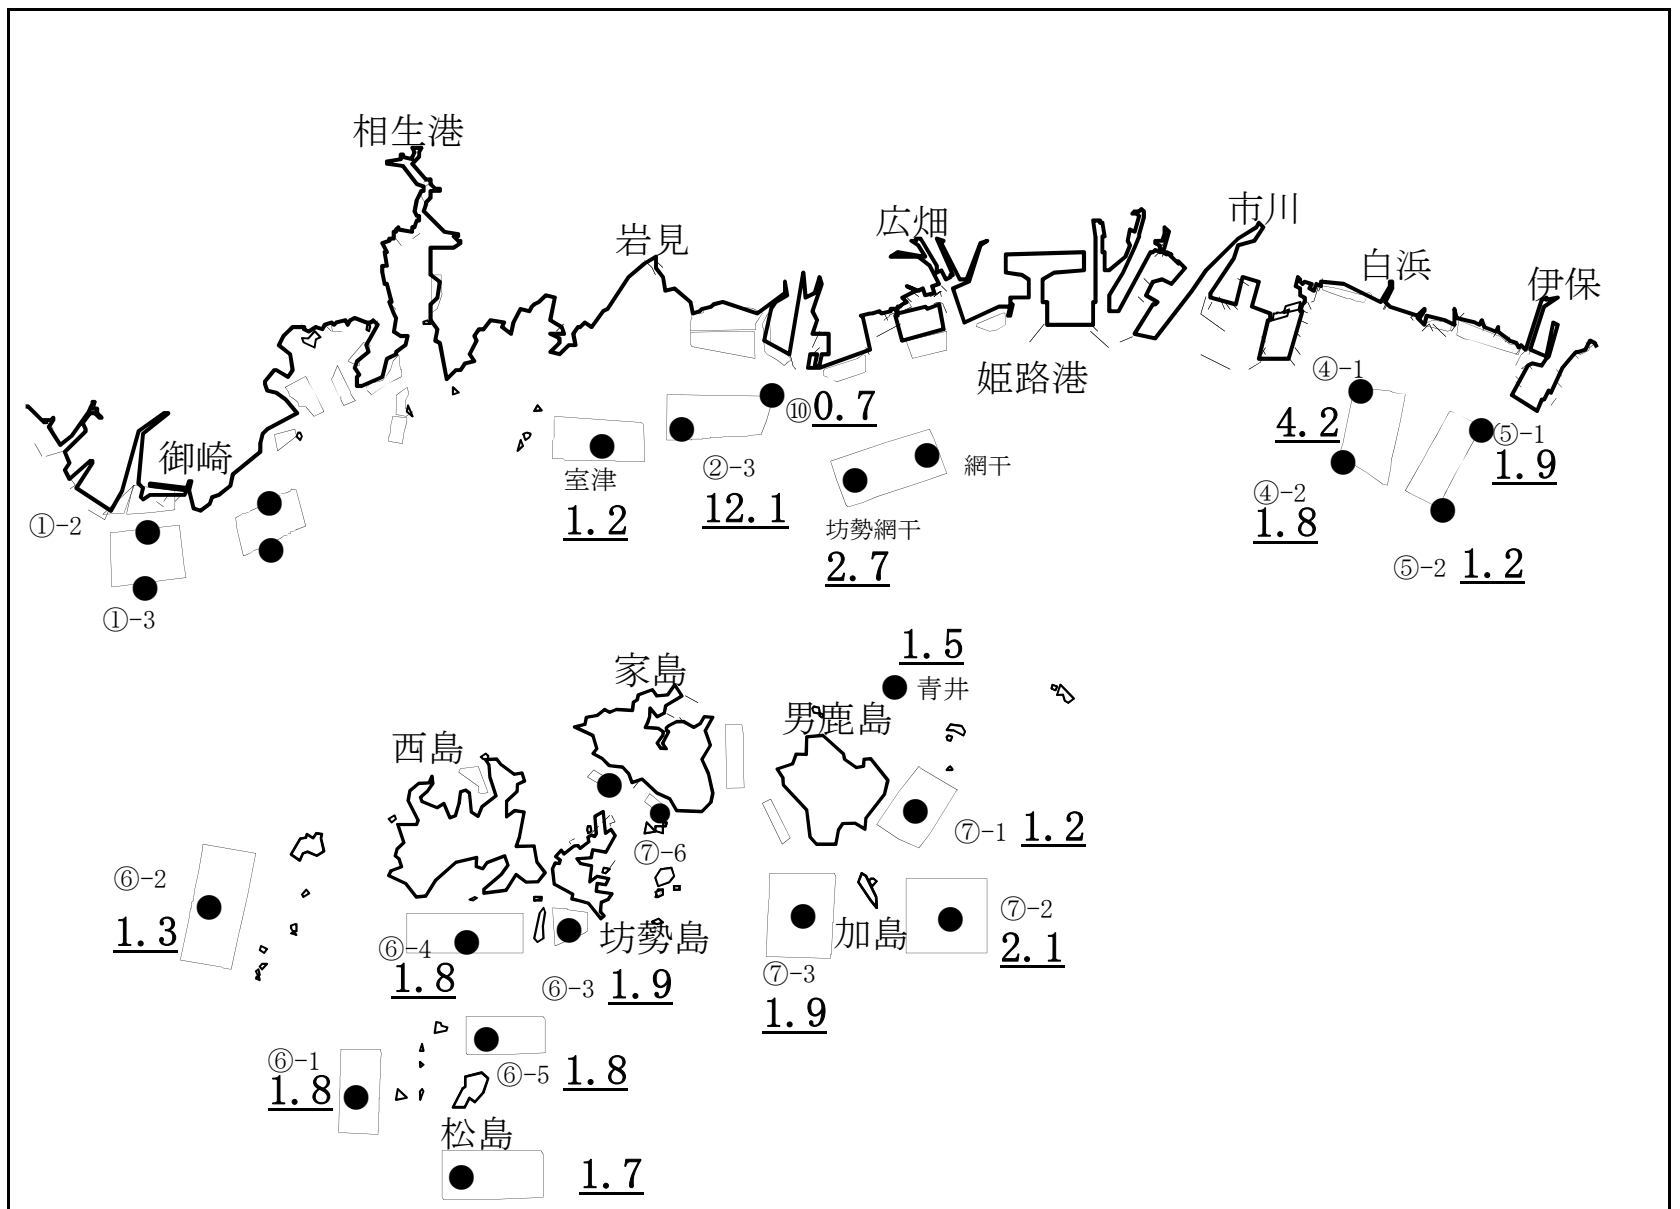 相生港
市川
広畑
岩見
白浜
伊保
姫路港
④-1
⑩0.7
4.2
⑤-1
御崎
②-3
網干
1.9
室津
④-2
12.1
1.2
①-2
坊勢網干
1.8
2.7
⑤-2 1.2
①-3
1.5
家島
青井
男鹿島
西島
⑦-1 1.2
⑦-6
⑥-2
⑦-2
1.3
加島
坊勢島
⑥-4
2.1
⑦-3
1.8
⑥-3 1.9
1.9
⑥-1
⑥-5 1.8
1.8
松島
1.7